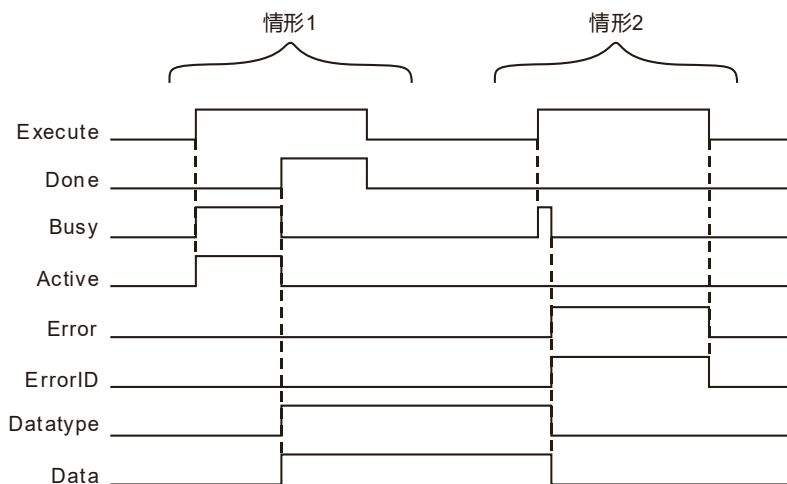 情形1 情形2
Execute
Done
Busy
Active
Error
ErrorID
Datatype
Data